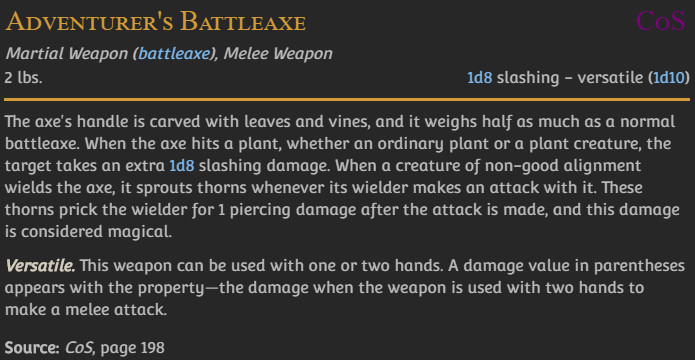 Adventurer's Battleaxe CoS
Martial Weapon (battleaxe), Melee Weapon
2 lbs. 1d8 slashing - versatile (1d10)
The axe's handle is carved with leaves and vines, and it weighs half as much as a normal
battleaxe. When the axe hits a plant, whether an ordinary plant or a plant creature, the
target takes an extra 1d8 slashing damage. When a creature of non-good alignment
wields the axe, it sprouts thorns whenever its wielder makes an attack with it. These
thorns prick the wielder for 1 piercing damage after the attack is made, and this damage
is considered magical.
Versatile. This weapon can be used with one or two hands. A damage value in parentheses
appears with the property—the damage when the weapon is used with two hands to
make a melee attack.
Source: CoS, page 198